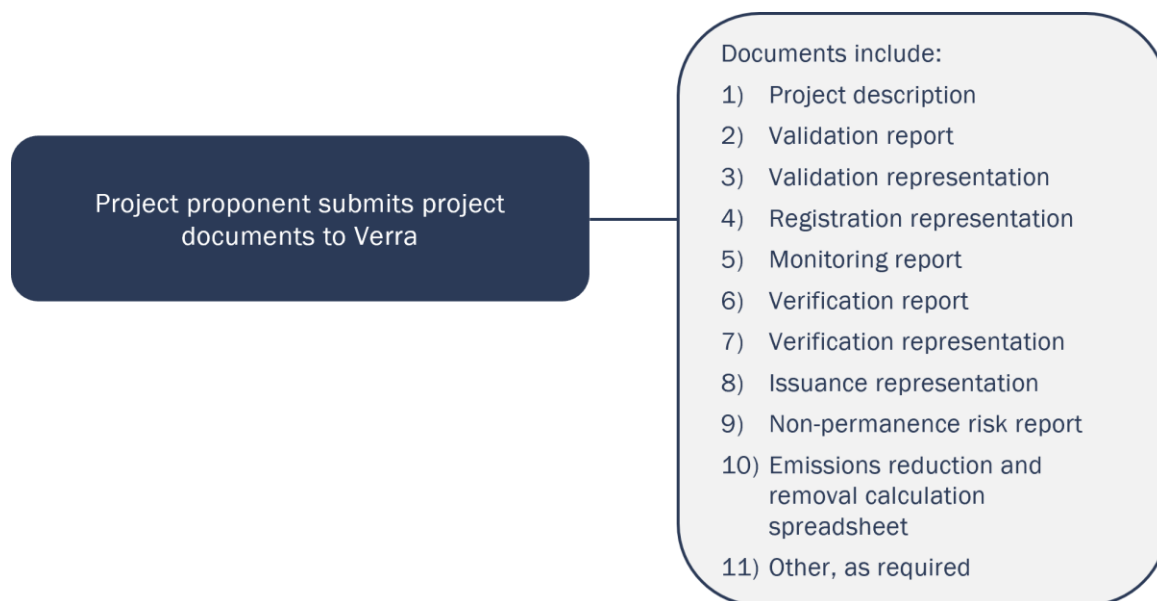 Project proponent submits project
documents to Verra
Documents include:
1) Project description
2) Validation report
3) Validation representation
4) Registration representation
5) Monitoring report
6) Verification report
7) Verification representation
8) Issuance representation
9) Non-permanence risk report
10) Emissions reduction and
removal calculation
spreadsheet
11) Other, as required